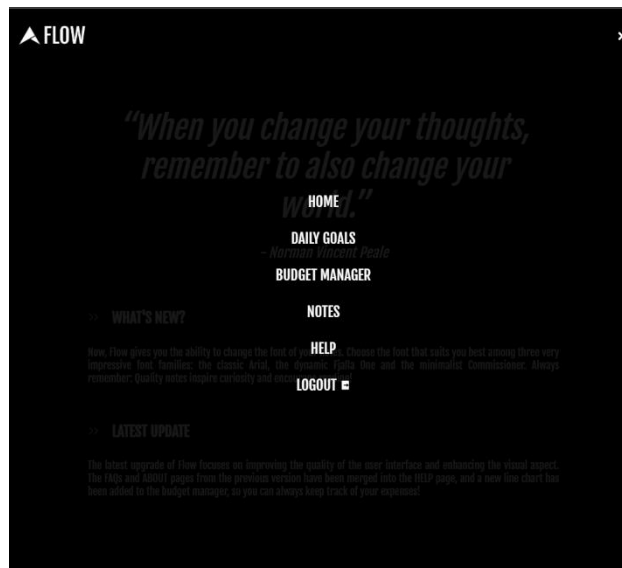 FLOW
“When you change your thoughts,
remember to also change your
world.”
HOME
DAILY GOALS
- Norman Vincent Peale
BUDGET MANAGER
NOTES
>> WHAT'S NEW?
HELP
Now, Flow gives you the ability to change the font of your notes. Choose the font that suits you best among three very
impressive font families: the classic Arial, the dynamic Fjalla One and the minimalist Commissioner. Always
remember: Quality notes inspire curiosity and encourage
LOGOUT
>> LATEST UPDATE
The latest upgrade of Flow focuses on improving the quality of the user interface and enhancing the visual aspect.
The FAQs and ABOUT pages from the previous version have been merged into the HELP page, and a new line chart has
been added to the budget manager, so you can always keep track of your expenses!